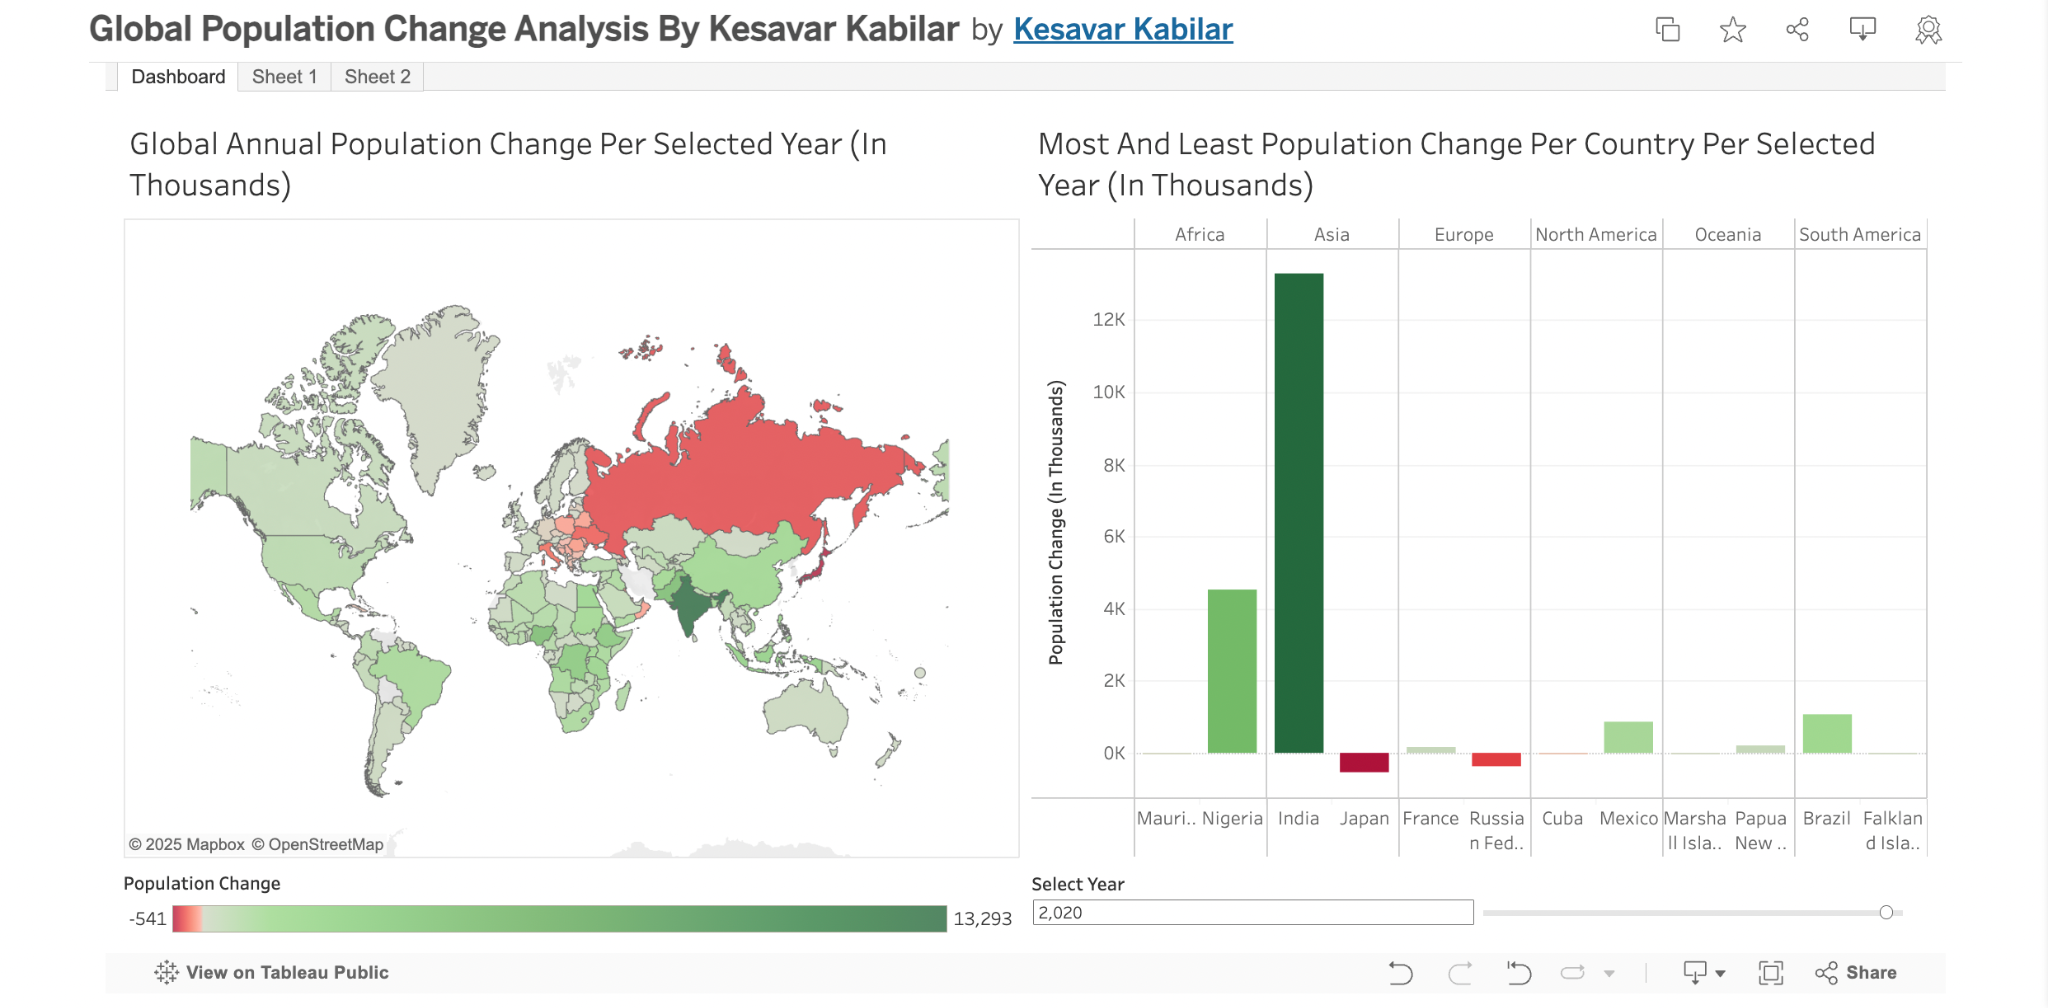 Global Population Change Analysis By Kesavar Kabilar by Kesavar Kabilar
Dashboard Sheet 1 Sheet 2
Global Annual Population Change Per Selected Year (In
Thousands)
© 2025 Mapbox © OpenStreetMap
Population Change
-541 13,293
Most And Least Population Change Per Country Per Selected
Year (In Thousands)
Africa Asia Europe North America Oceania South America
Population Change (In Thousands)
12K
10K
8K
6K
4K
2K
0K
Mauri.. Nigeria India Japan France Russia Cuba Mexico Marsha Papua Brazil Falklan
n Fed.. ll Isla.. New .. d Isla..
Select Year
2,020
View on Tableau Public
Share